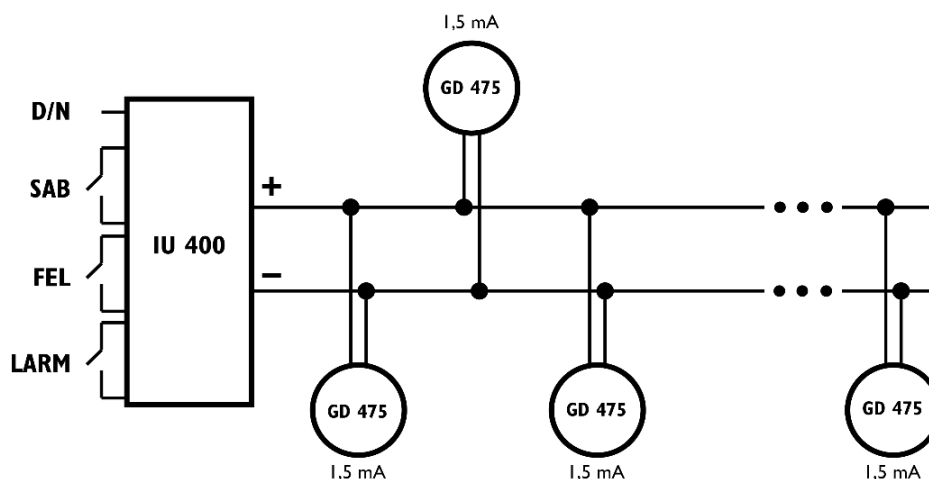 1,5 mA
GD 475
D/N
SAB
+
IU 400
FEL
−
LARM
GD 475
GD 475
GD 475
1,5 mA
1,5 mA
1,5 mA